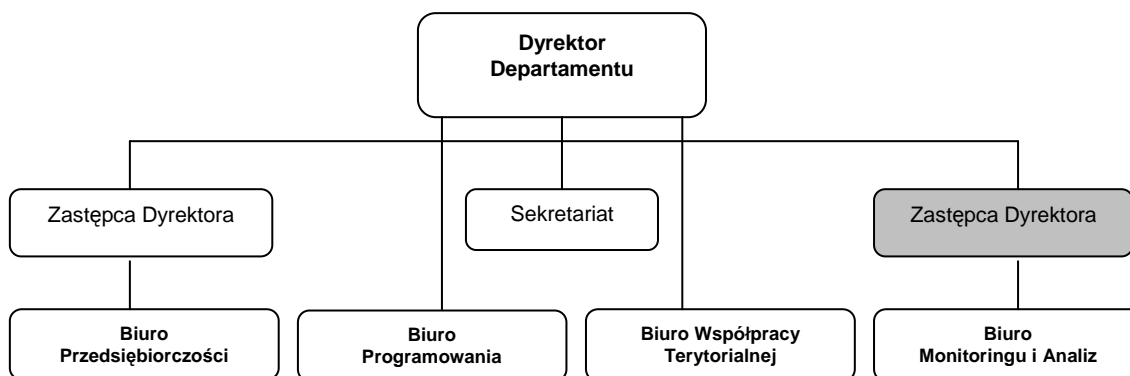 Dyrektor
Departamentu
Zastępca Dyrektora
Sekretariat
Zastępca Dyrektora
Biuro
Przedsiębiorczości
Biuro
Programowania
Biuro Współpracy
Terytorialnej
Biuro
Monitoringu i Analiz